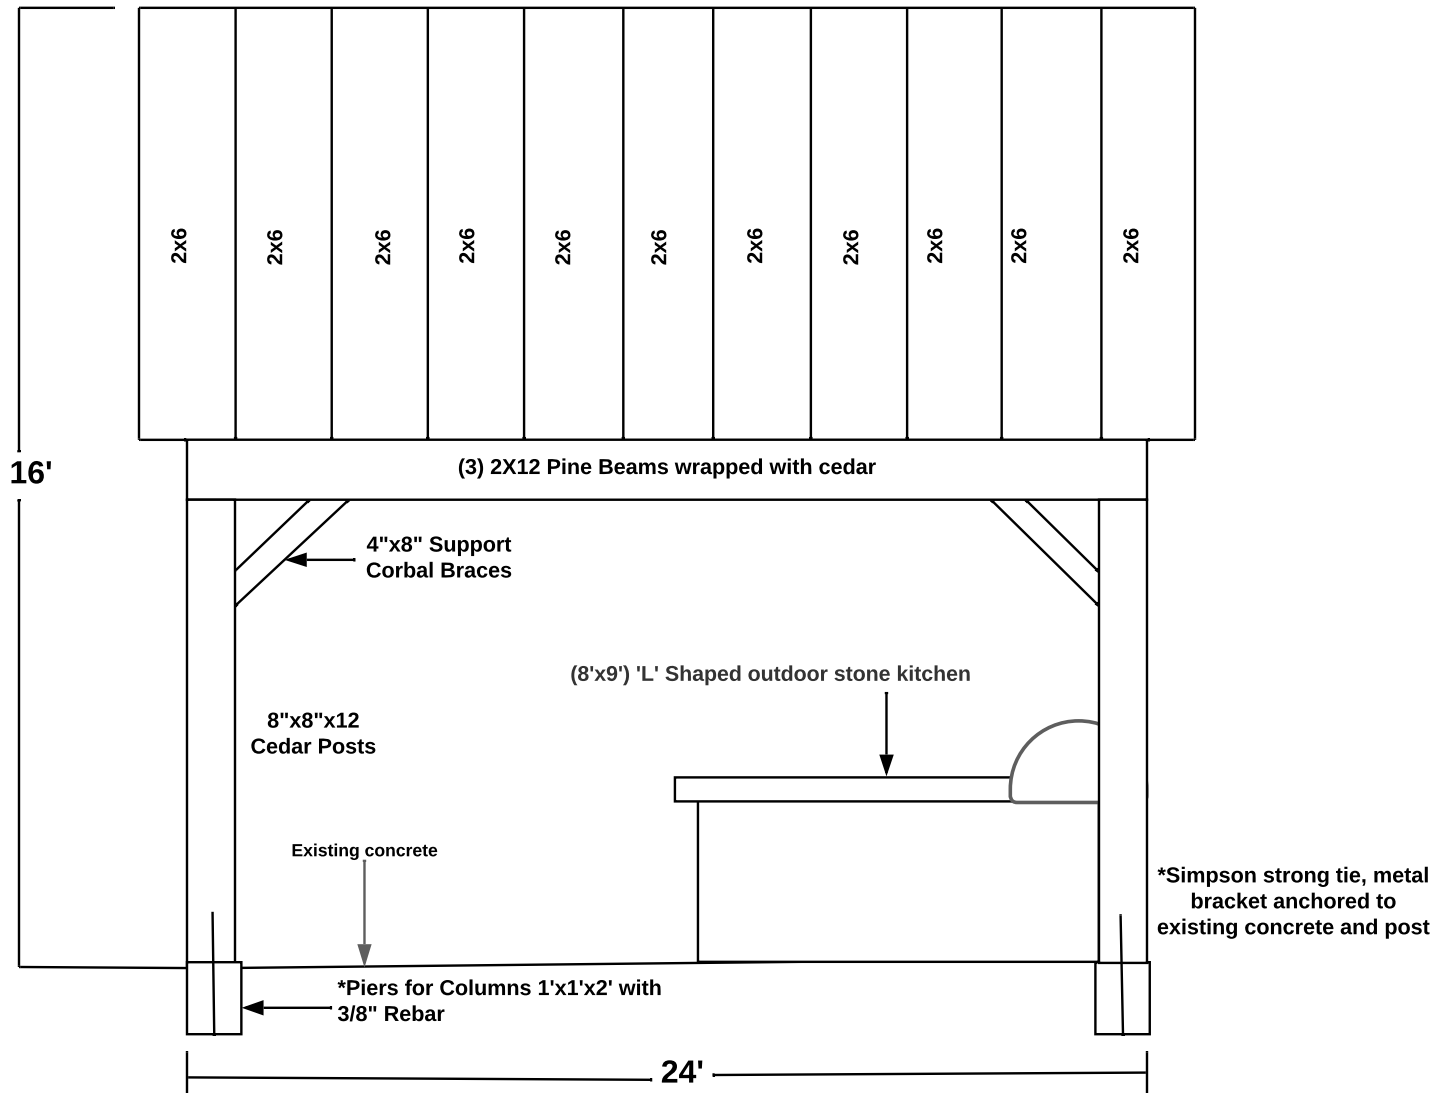 2x6
2x6
2x6
2x6
2x6
2x6
2x6
2x6
2x6
2x6
2x6
16'
(3) 2X12 Pine Beams wrapped with cedar
4"x8" Support
Corbal Braces
(8'x9') 'L' Shaped outdoor stone kitchen
8"x8"x12
Cedar Posts
Existing concrete
*Simpson strong tie, metal
bracket anchored to
existing concrete and post
*Piers for Columns 1'x1'x2' with
3/8" Rebar
24'